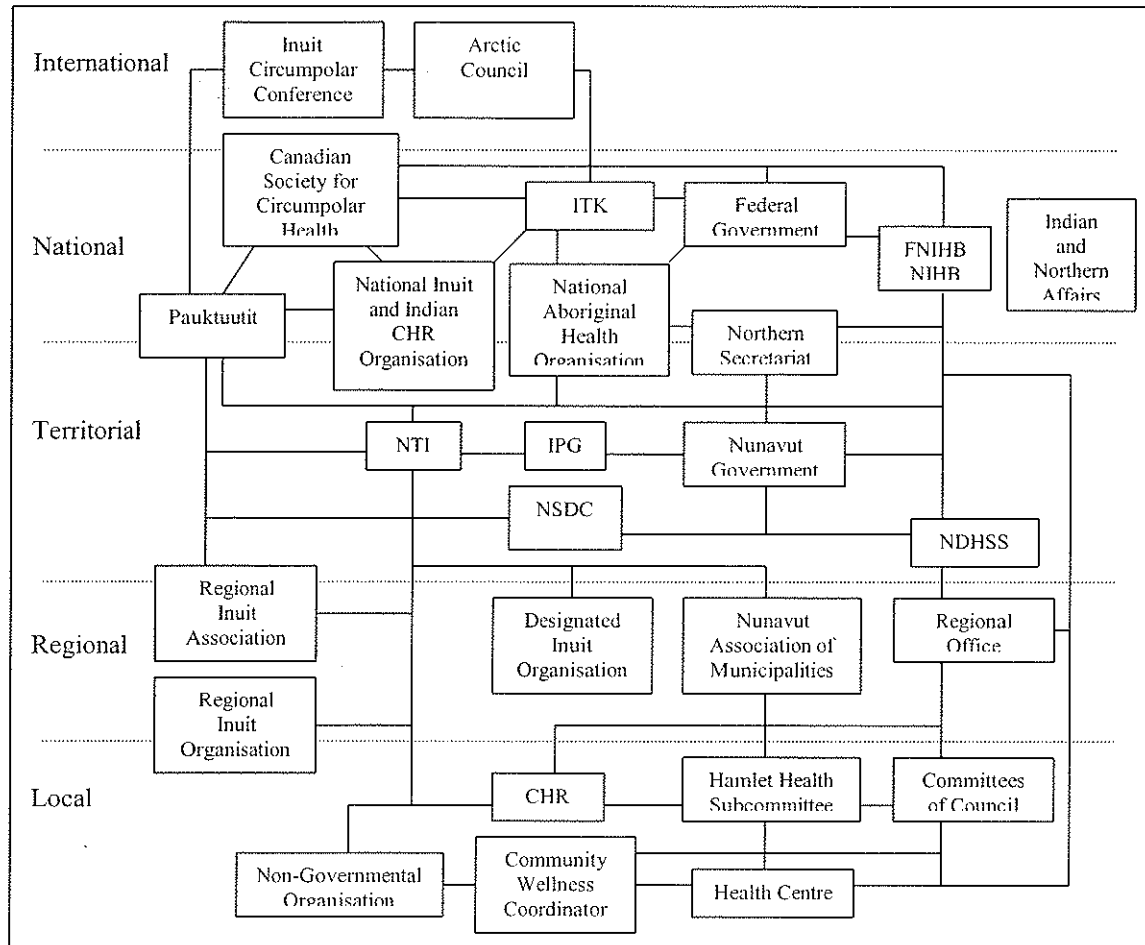 International
Inuit
Circumpolar
Conference
Arctic
Council
National
Canadian
Society for
Circumpolar
Health
ITK
Federal
Government
FNIHB
NIHB
Indian
and
Northern
Affairs
Pauktuutit
National Inuit
and Indian
CHR
Organisation
National
Aboriginal
Health
Organisation
Northern
Secretariat
Territorial
NTI
IPG
Nunavut
Government
NSDC
NDHSS
Regional
Regional
Inuit
Association
Designated
Inuit
Organisation
Nunavut
Association of
Municipalities
Regional
Office
Regional
Inuit
Organisation
Local
CHR
Hamlet Health
Subcommittee
Committees
of Council
Non-Governmental
Organisation
Community
Wellness
Coordinator
Health Centre